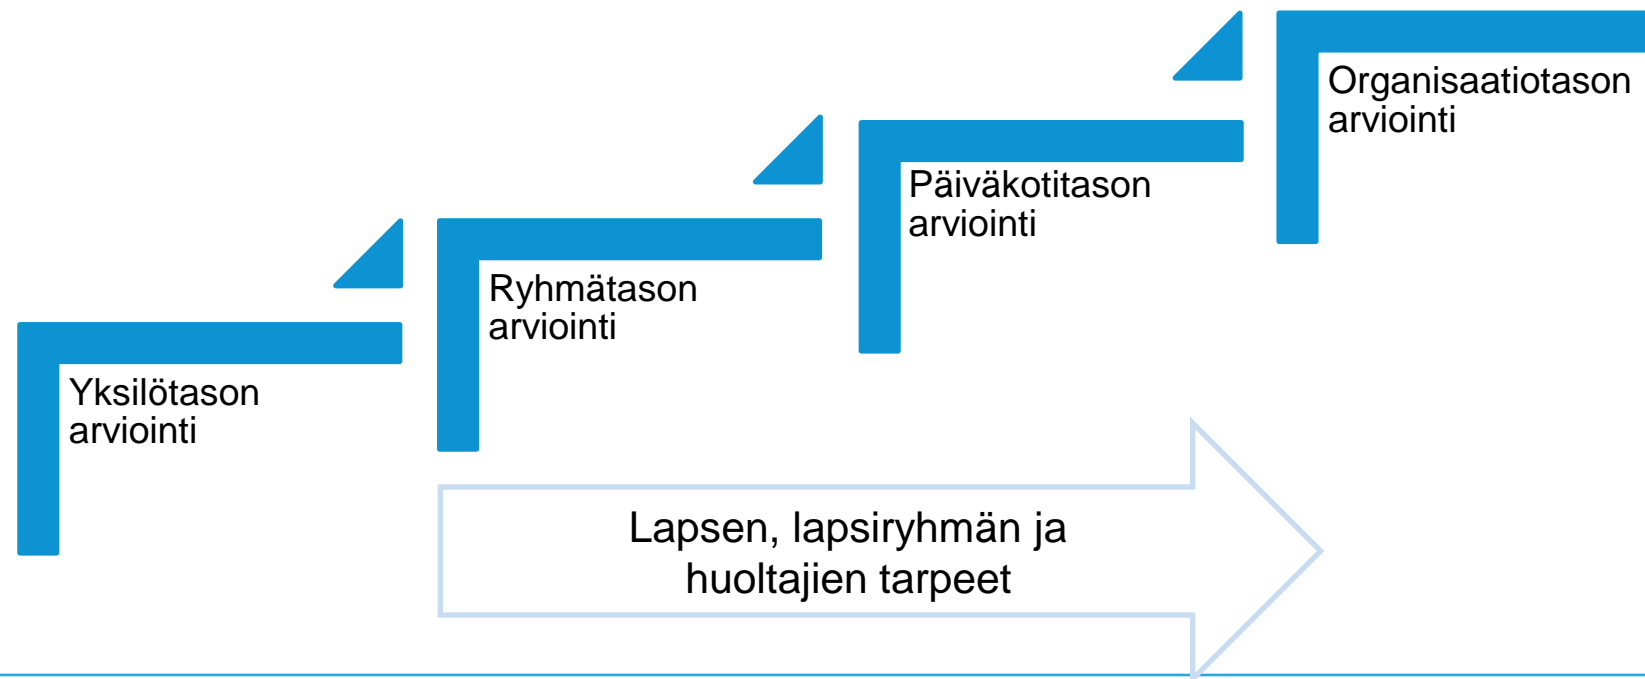 Organisaatiotason
arviointi
Päiväkotitason
arviointi
Ryhmätason
arviointi
Yksilötason
arviointi
Lapsen, lapsiryhmän ja
huoltajien tarpeet